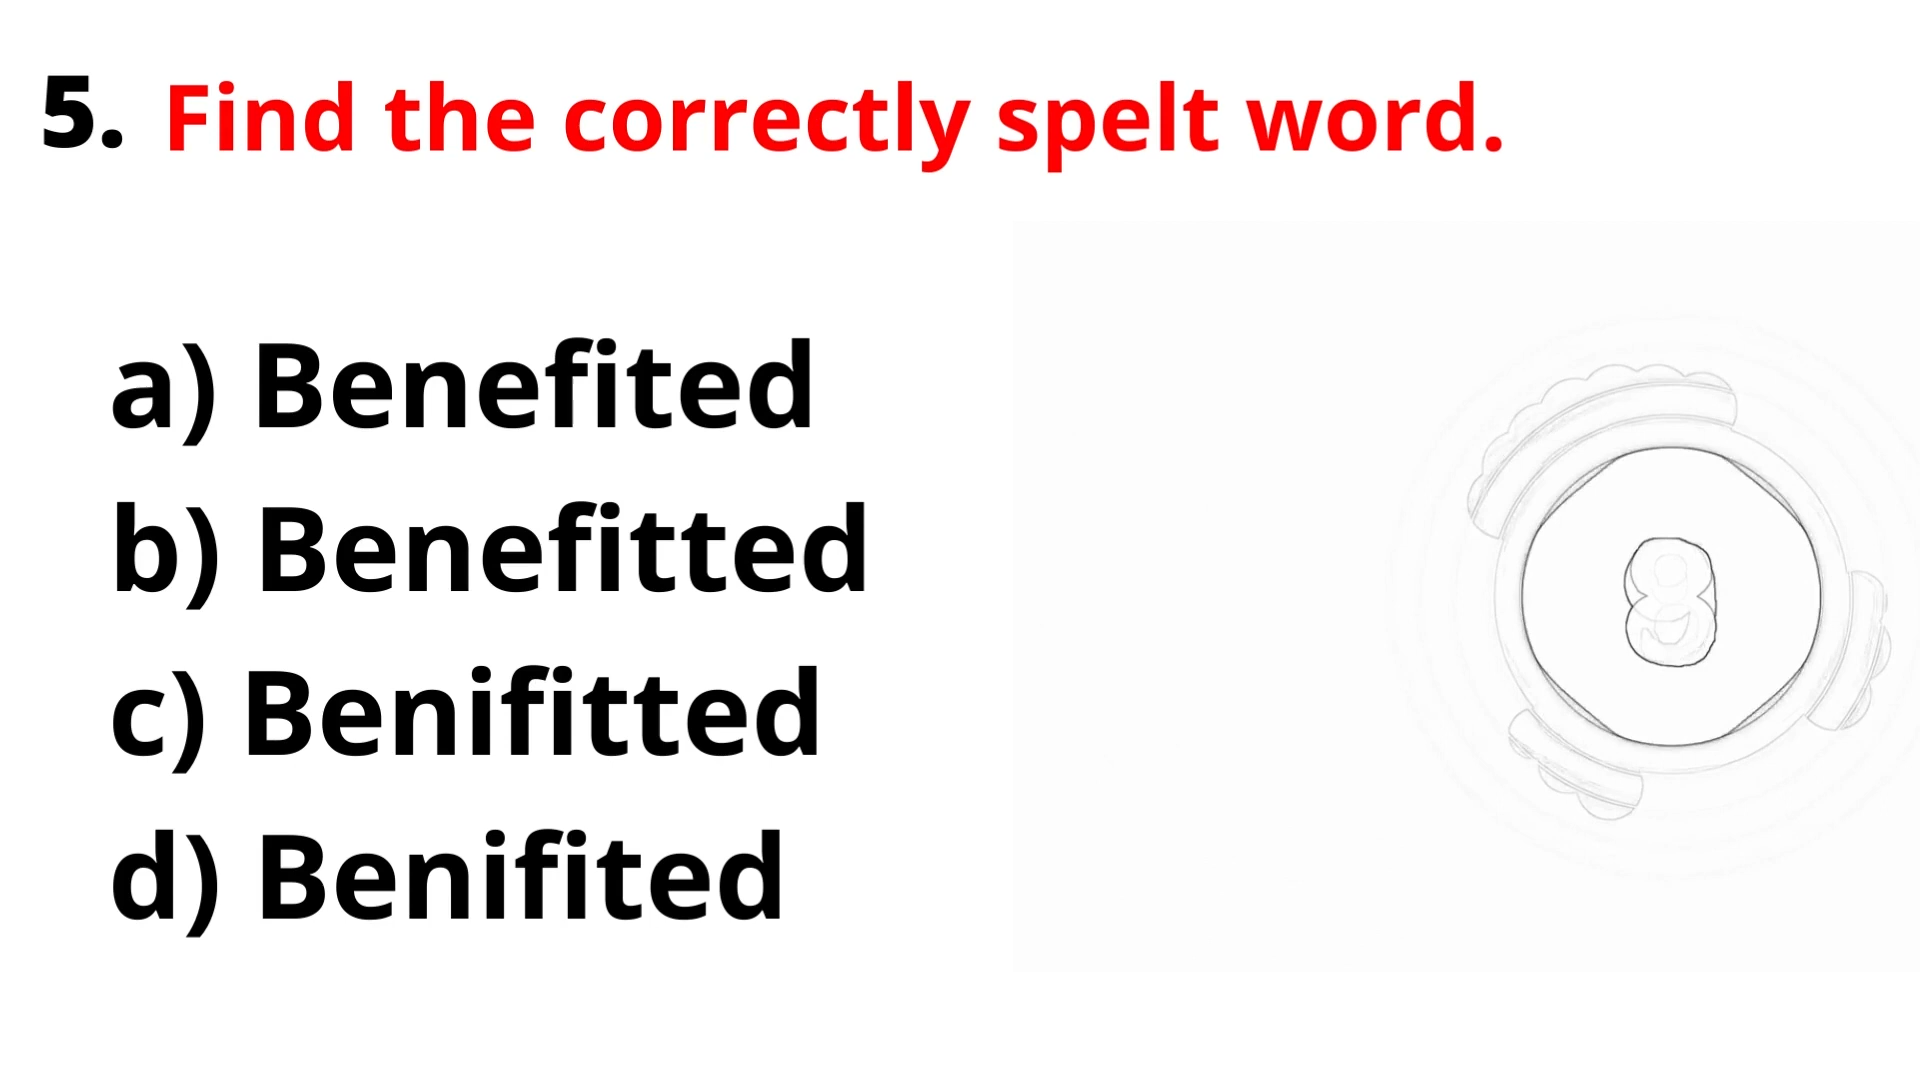 5. Find the correctly spelt word.
a) Benefited
b) Benefitted
c) Benifitted
d) Benifited